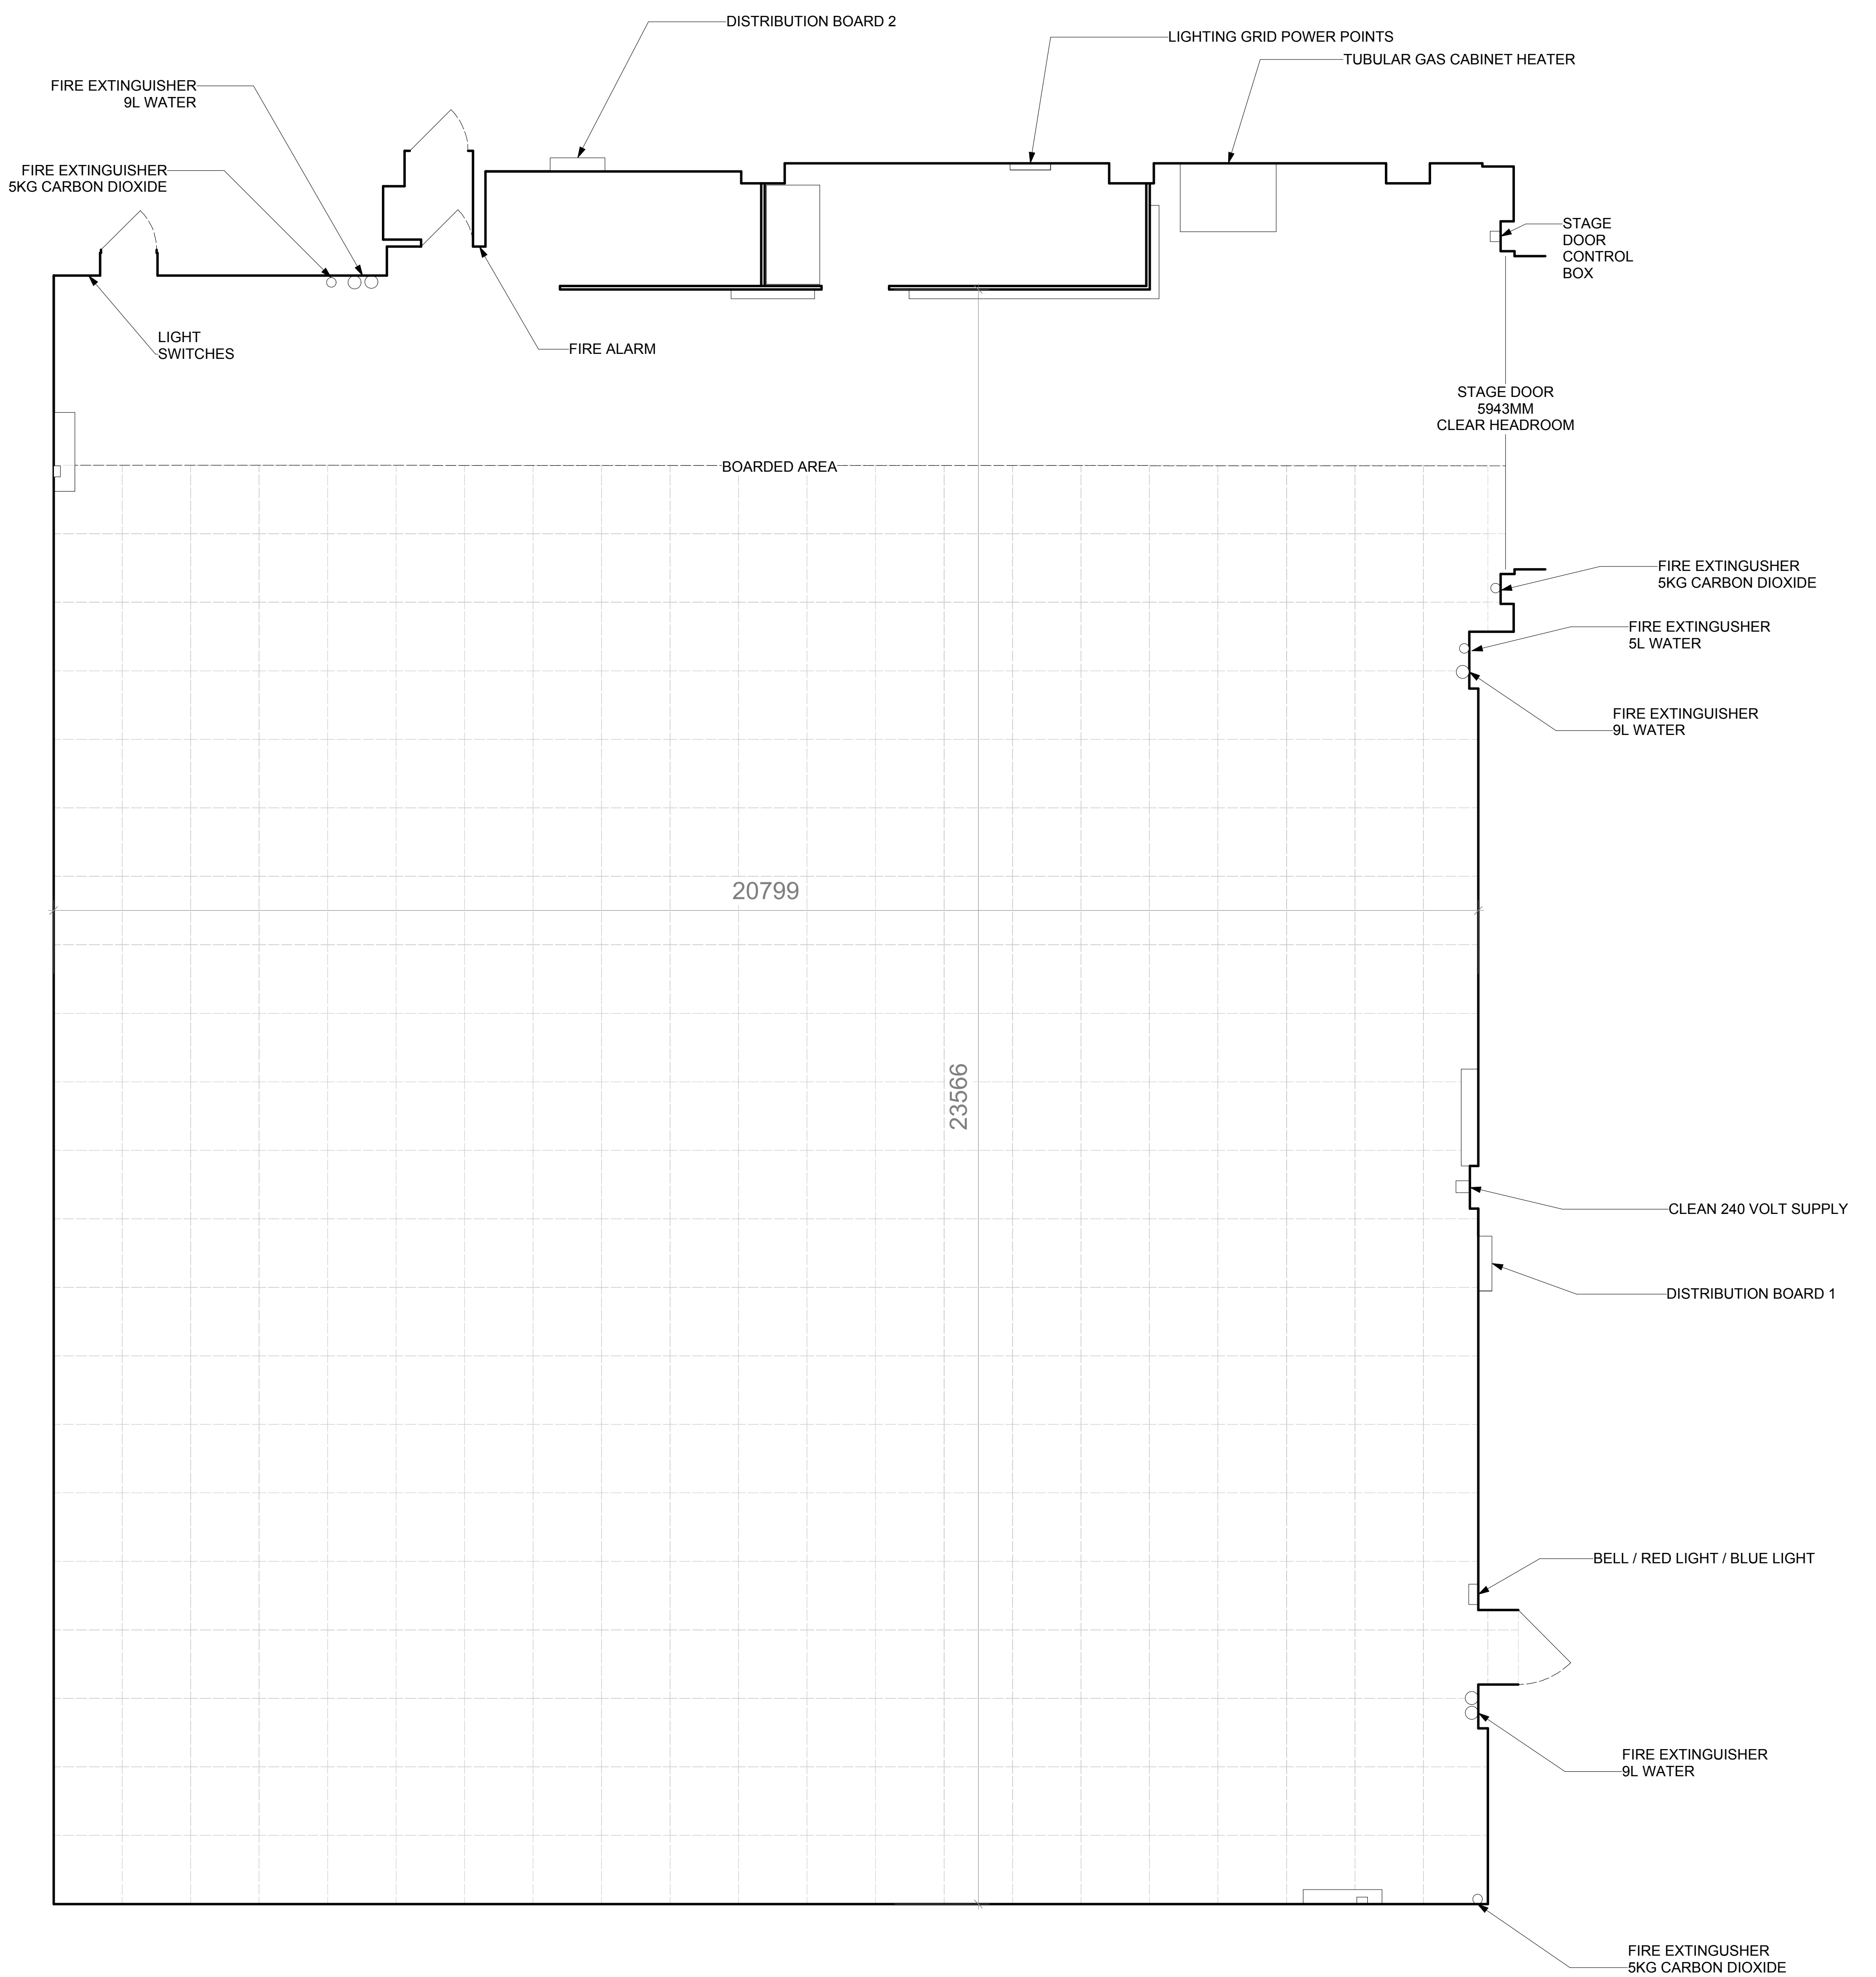 DISTRIBUTION BOARD 2
LIGHTING GRID POWER POINTS
TUBULAR GAS CABINET HEATER
FIRE EXTINGUISHER
9L WATER
FIRE EXTINGUISHER
5KG CARBON DIOXIDE
STAGE
DOOR
CONTROL
BOX
LIGHT
SWITCHES
FIRE ALARM
STAGE DOOR
5943MM
CLEAR HEADROOM
BOARDED AREA
FIRE EXTINGUSHER
5KG CARBON DIOXIDE
FIRE EXTINGUSHER
5L WATER
FIRE EXTINGUISHER
9L WATER
20799
23566
CLEAN 240 VOLT SUPPLY
DISTRIBUTION BOARD 1
BELL / RED LIGHT / BLUE LIGHT
FIRE EXTINGUISHER
9L WATER
FIRE EXTINGUSHER
5KG CARBON DIOXIDE